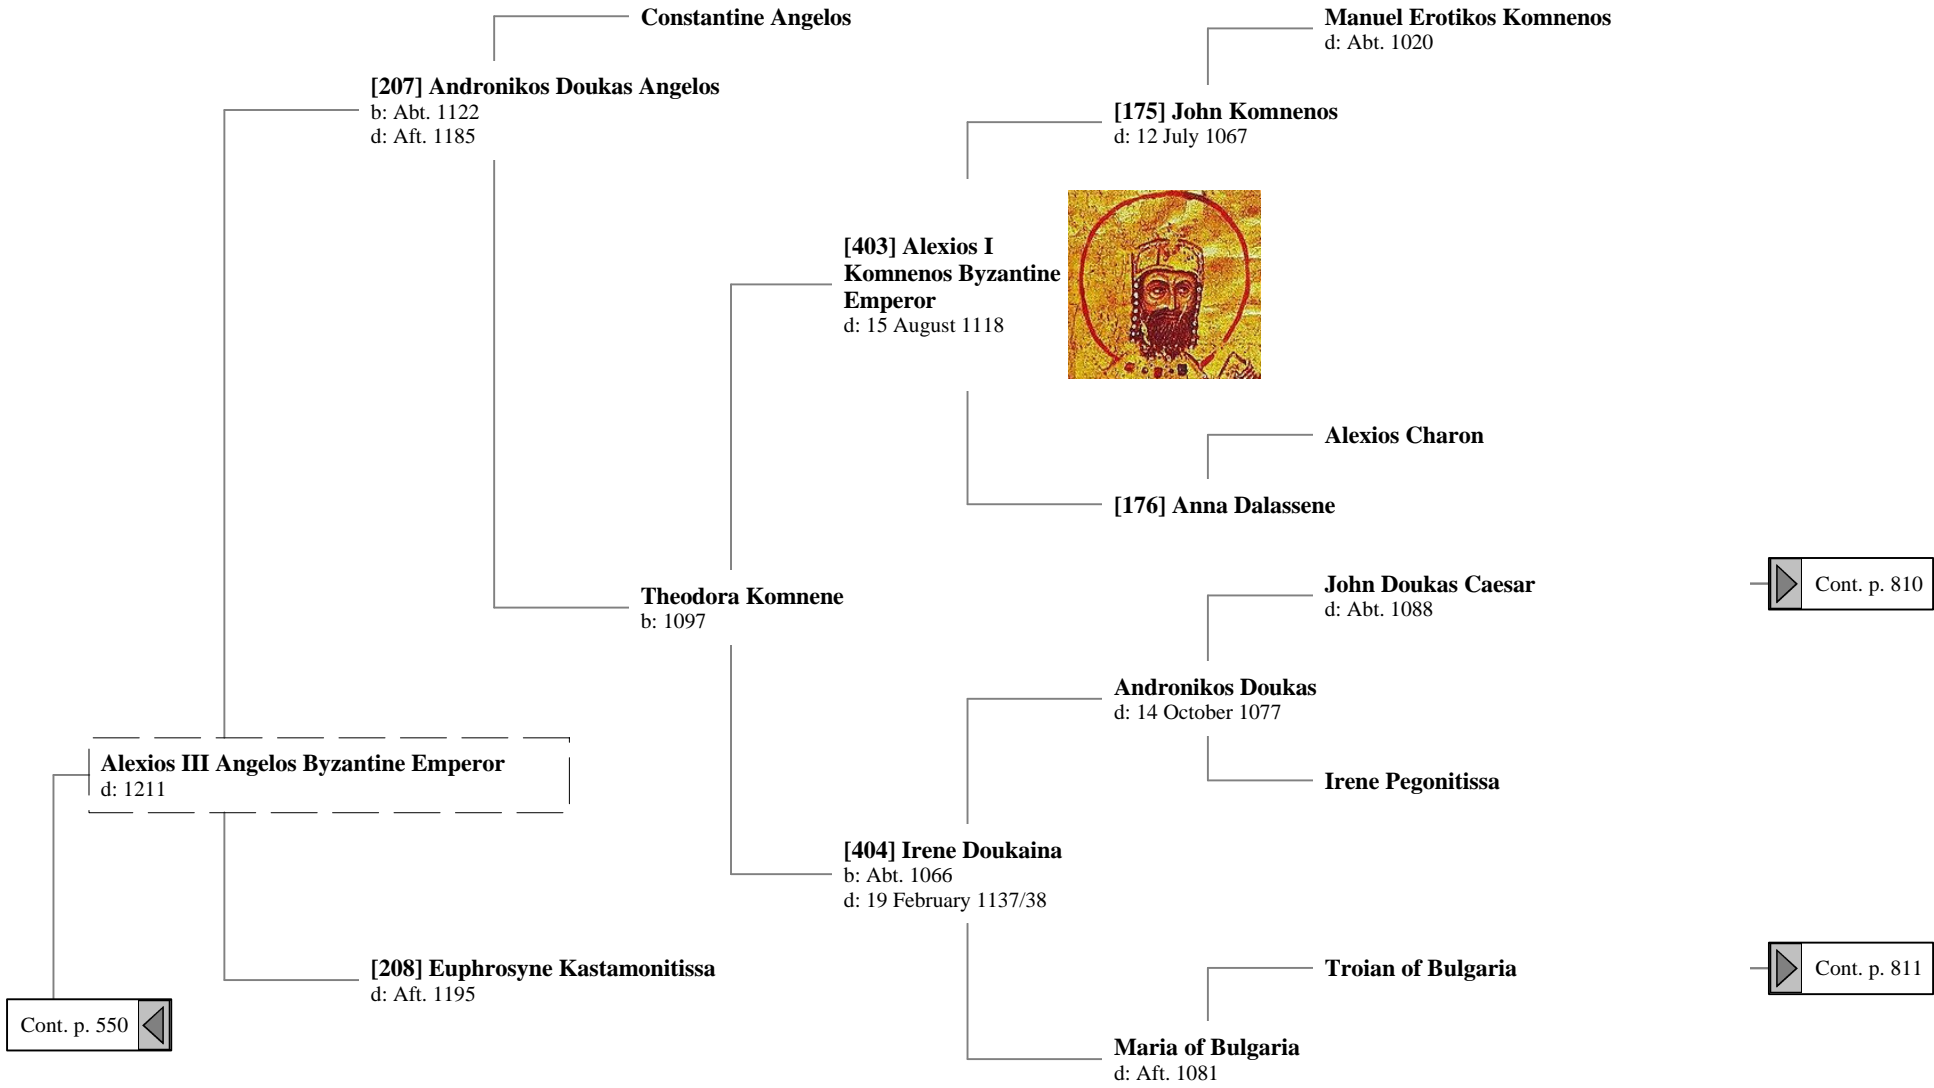 Constantine Angelos
Manuel Erotikos Komnenos
d: Abt. 1020
[207] Andronikos Doukas Angelos
b: Abt. 1122
d: Aft. 1185
[175] John Komnenos
d: 12 July 1067
[403] Alexios I
Komnenos Byzantine
Emperor
d: 15 August 1118
Alexios Charon
[176] Anna Dalassene
Theodora Komnene
b: 1097
John Doukas Caesar
d: Abt. 1088
Cont. p. 810
Andronikos Doukas
d: 14 October 1077
Alexios III Angelos Byzantine Emperor
d: 1211
Irene Pegonitissa
[404] Irene Doukaina
b: Abt. 1066
d: 19 February 1137/38
[208] Euphrosyne Kastamonitissa
d: Aft. 1195
Troian of Bulgaria
Cont. p. 811
Cont. p. 550
Maria of Bulgaria
d: Aft. 1081